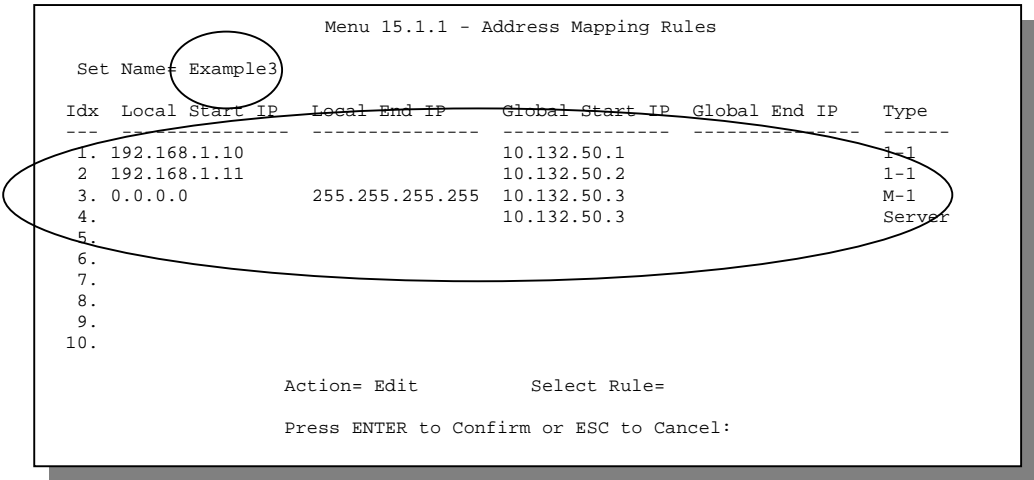 Menu 15.1.1 - Address Mapping Rules
Set Name= Example3
Idx  Local Start IP   Local End IP     Global Start IP  Global End IP    Type
---  ---------------  ---------------  ---------------  ---------------  ------
1. 192.168.1.10                        10.132.50.1                       1-1
2  192.168.1.11                        10.132.50.2                       1-1
3. 0.0.0.0           255.255.255.255   10.132.50.3                       M-1
4.                                     10.132.50.3                       Server
5.
6.
7.
8.
9.
10.
Action= Edit          Select Rule=
Press ENTER to Confirm or ESC to Cancel: